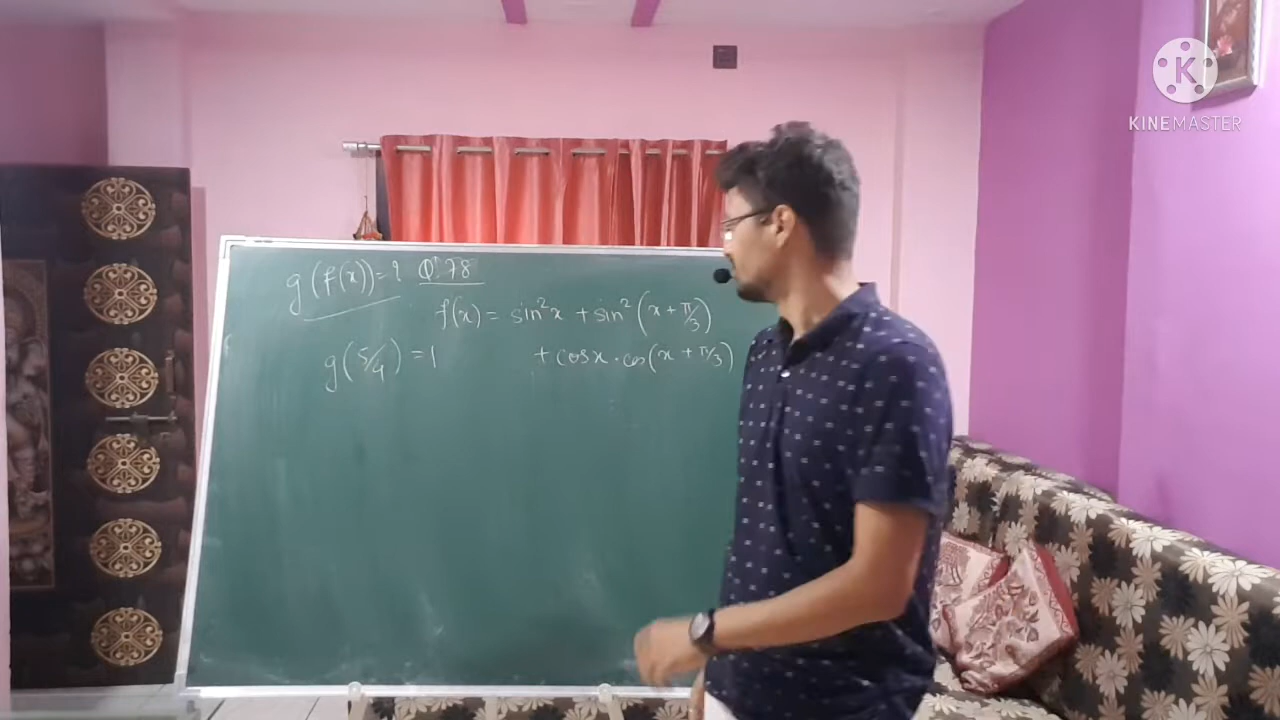 g(f(x))=? Q.78
f(x) = sin²x + sin²(x + π/3)
g(5/4) = 1 + cosx · cos(x + π/3)
K
KINEMASTER